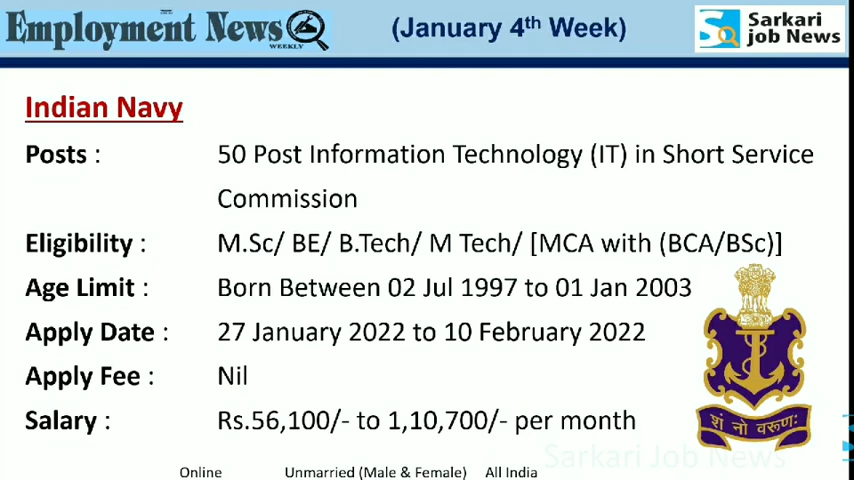 Employment News
WEEKLY
(January 4th Week)
Sarkari
Job News
Indian Navy
Posts : 50 Post Information Technology (IT) in Short Service
Commission
Eligibility : M.Sc/ BE/ B.Tech/ M Tech/ [MCA with (BCA/BSc)]
Age Limit : Born Between 02 Jul 1997 to 01 Jan 2003
Apply Date : 27 January 2022 to 10 February 2022
Apply Fee : Nil
Salary : Rs.56,100/- to 1,10,700/- per month
शं नो वरुणः
Sarkari Job News
Online Unmarried (Male & Female) All India